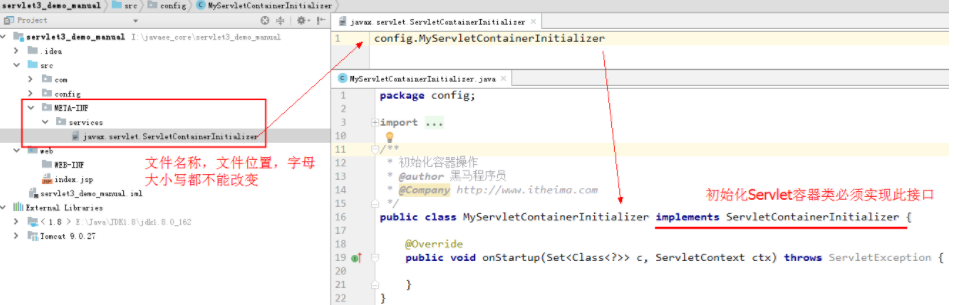 servlet3_demo_manual src config MyServletContainerInitializer
Project
servlet3_demo_manual I:\javaee_core\servlet3_demo_manual
.idea
src
com
config
META-INF
services
javax.servlet.ServletContainerInitializer
web
WEB-INF
index.jsp
servlet3_demo_manual.iml
External Libraries
< 1.8 > E:\Java\JDK1.8\jdk1.8.0_162
Tomcat 9.0.27
文件名称，文件位置，字母
大小写都不能改变
javax.servlet.ServletContainerInitializer
1 config.MyServletContainerInitializer
MyServletContainerInitializer.java
1 package config;
2
3 import ...
10
11 /**
12 * 初始化容器操作
13 * @author 黑马程序员
14 * @Company http://www.itheima.com
15 */
初始化Servlet容器类必须实现此接口
16 public class MyServletContainerInitializer implements ServletContainerInitializer {
17
18 @Override
19 public void onStartup(Set<Class<?>> c, ServletContext ctx) throws ServletException {
20
21 }
22 }